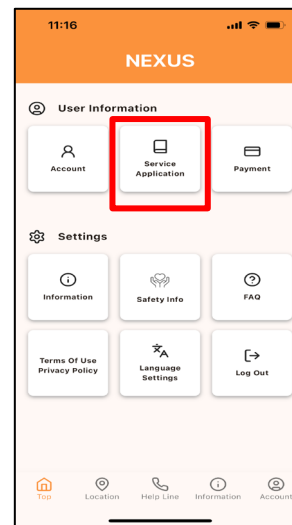 11:16
NEXUS
User Information
Account
Service
Application
Payment
Settings
Information
Safety Info
FAQ
Terms Of Use
Privacy Policy
Language
Settings
Log Out
Top
Location
Help Line
Information
Account